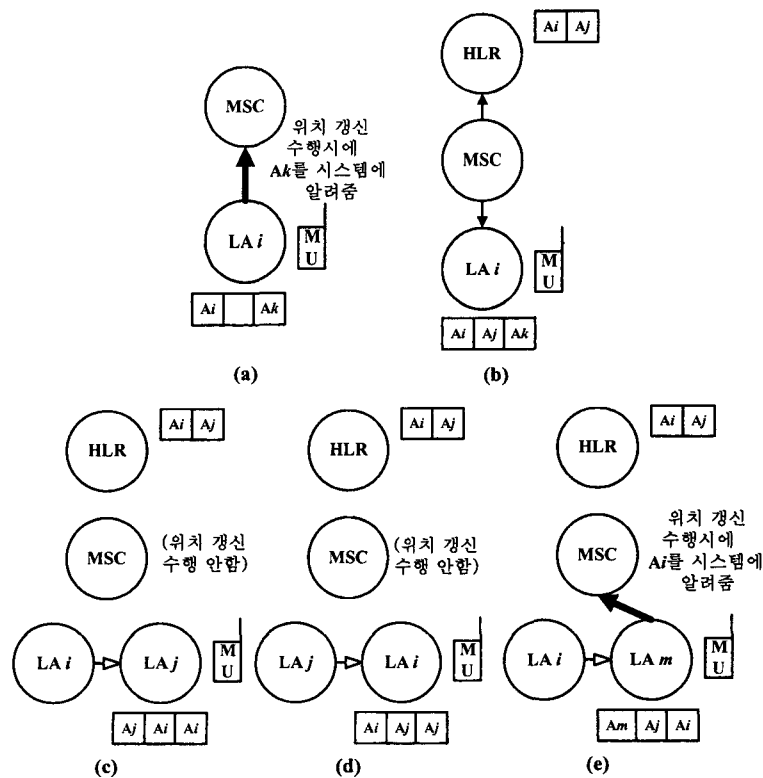 MSC
위치 갱신
수행시에
Ak를 시스템에
알려줌
LA i
M
U
Ai Ak
(a)
Ai Aj
HLR
MSC
LA i
M
U
Ai Aj Ak
(b)
Ai Aj
HLR
MSC
(위치 갱신
수행 안함)
LA i
LA j
M
U
Aj Ai Ai
(c)
Ai Aj
HLR
MSC
(위치 갱신
수행 안함)
LA j
LA i
M
U
Ai Aj Aj
(d)
Ai Aj
HLR
MSC
위치 갱신
수행시에
Ai를 시스템에
알려줌
LA i
LA m
M
U
Am Aj Ai
(e)